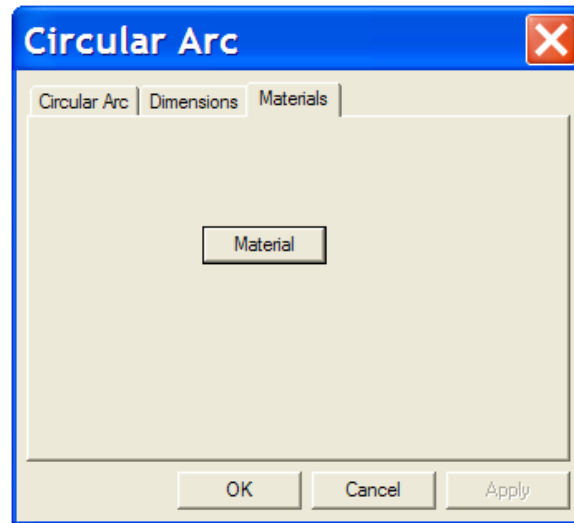 Circular Arc
Circular Arc Dimensions Materials
Material
OK Cancel Apply